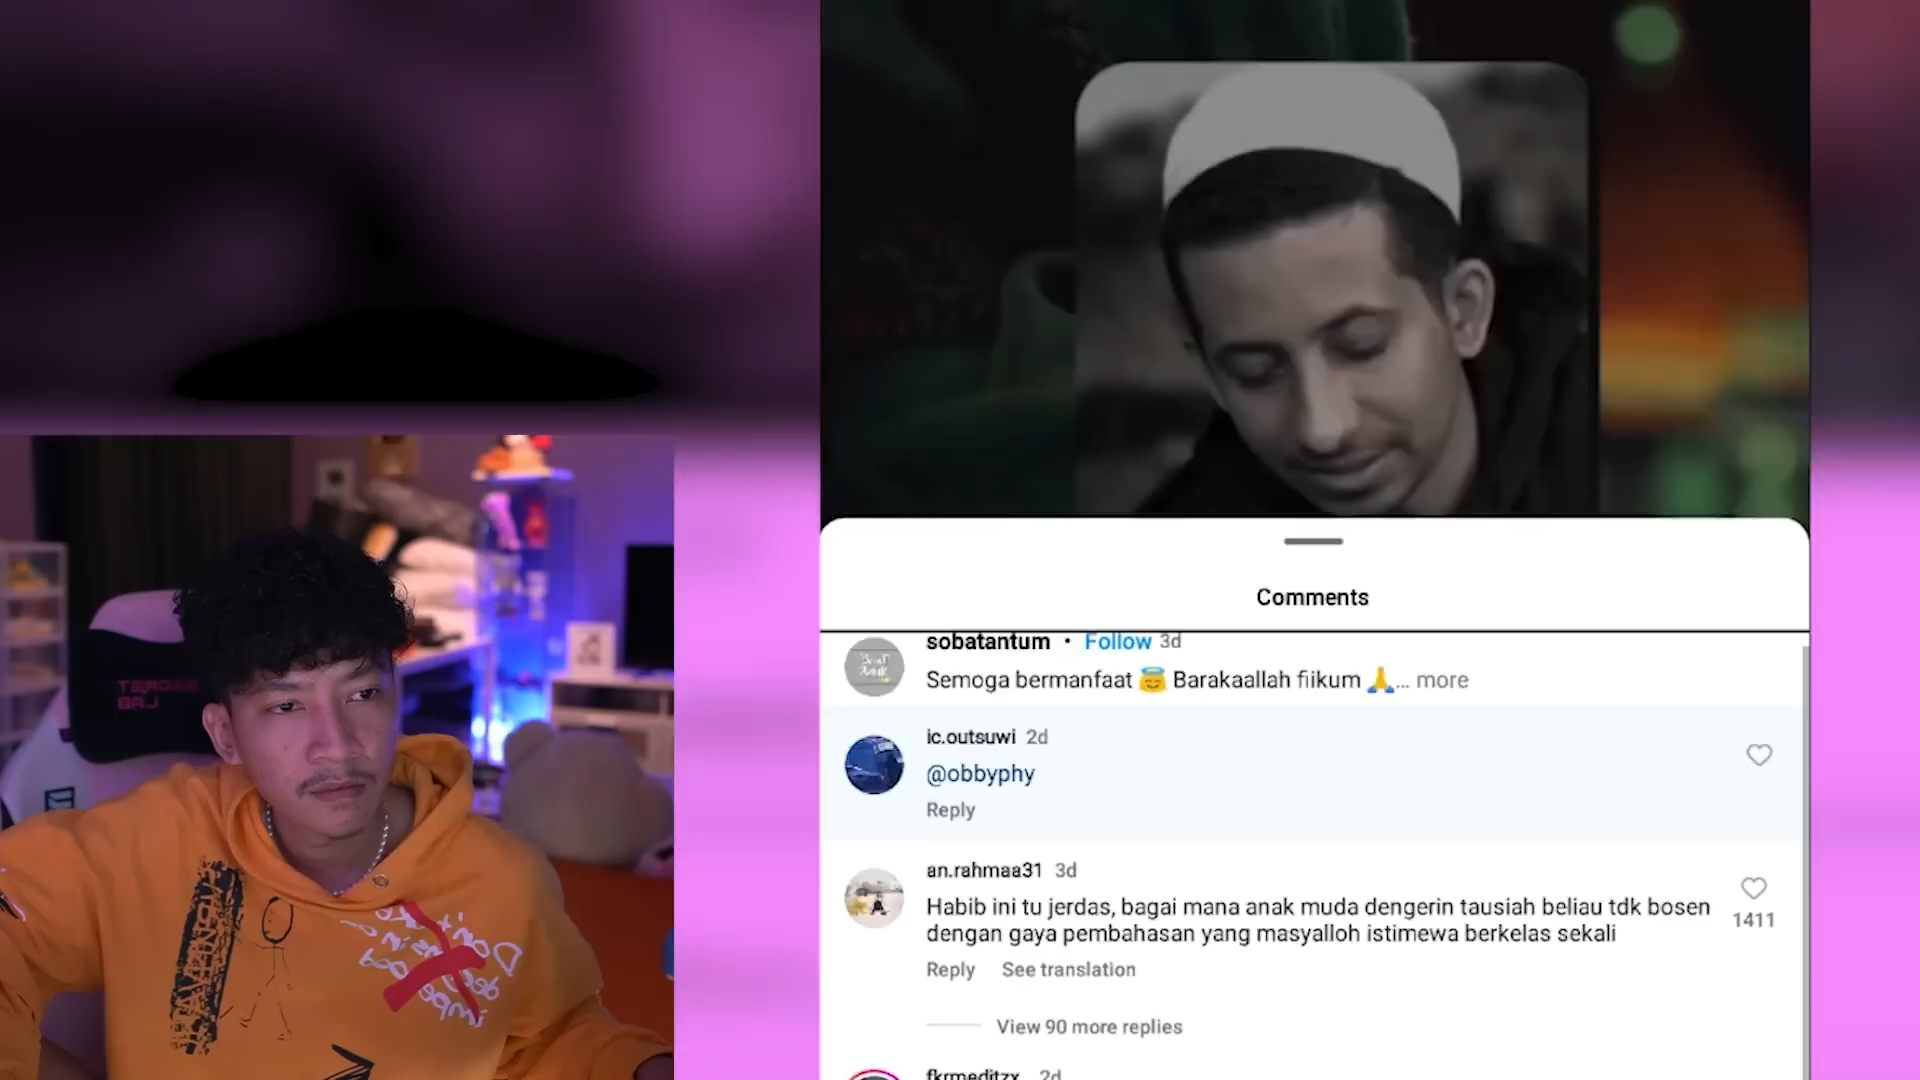 Comments
sobatantum • Follow 3d
Semoga bermanfaat 😇 Barakaallah fiikum 🙏... more
ic.outsuwi 2d
@obbyphy
Reply
an.rahmaa31 3d
Habib ini tu jerdas, bagai mana anak muda dengerin tausiah beliau tdk bosen
1411
dengan gaya pembahasan yang masyalloh istimewa berkelas sekali
Reply See translation
View 90 more replies
fkrmeditzx 2d